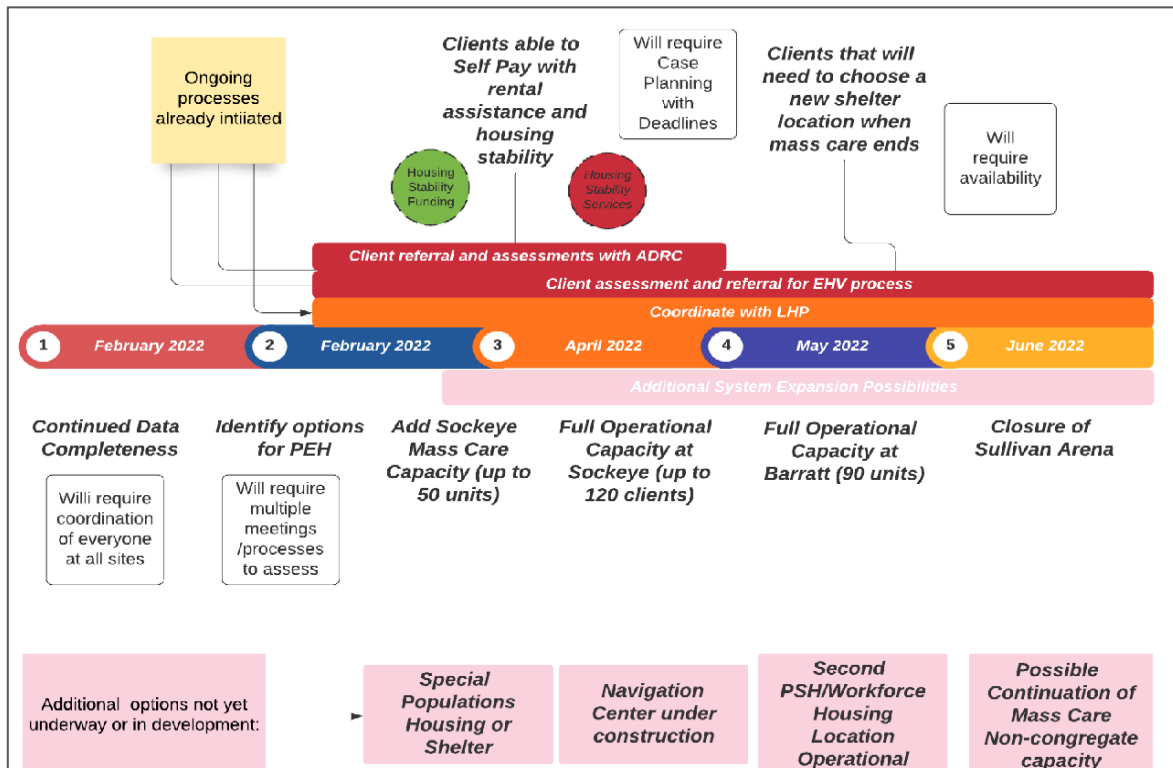 Ongoing
processes
already intiiated
Clients able to
Self Pay with
rental
assistance and
housing
stability
Will require
Case
Planning
with
Deadlines
Clients that will
need to choose a
new shelter
location when
mass care ends
Will
require
availability
Housing
Stability
Funding
Housing
Stability
Services
Client referral and assessments with ADRC
Client assessment and referral for EHV process
Coordinate with LHP
1 February 2022
2 February 2022
3 April 2022
4 May 2022
5 June 2022
Additional System Expansion Possibilities
Continued Data
Completeness
Willi require
coordination
of everyone
at all sites
Identify options
for PEH
Will require
multiple
meetings
/processes
to assess
Add Sockeye
Mass Care
Capacity (up to
50 units)
Full Operational
Capacity at
Sockeye (up to
120 clients)
Full Operational
Capacity at
Barratt (90 units)
Closure of
Sullivan Arena
Additional options not yet
underway or in development:
Special
Populations
Housing or
Shelter
Navigation
Center under
construction
Second
PSH/Workforce
Housing
Location
Operational
Possible
Continuation of
Mass Care
Non-congregate
capacity